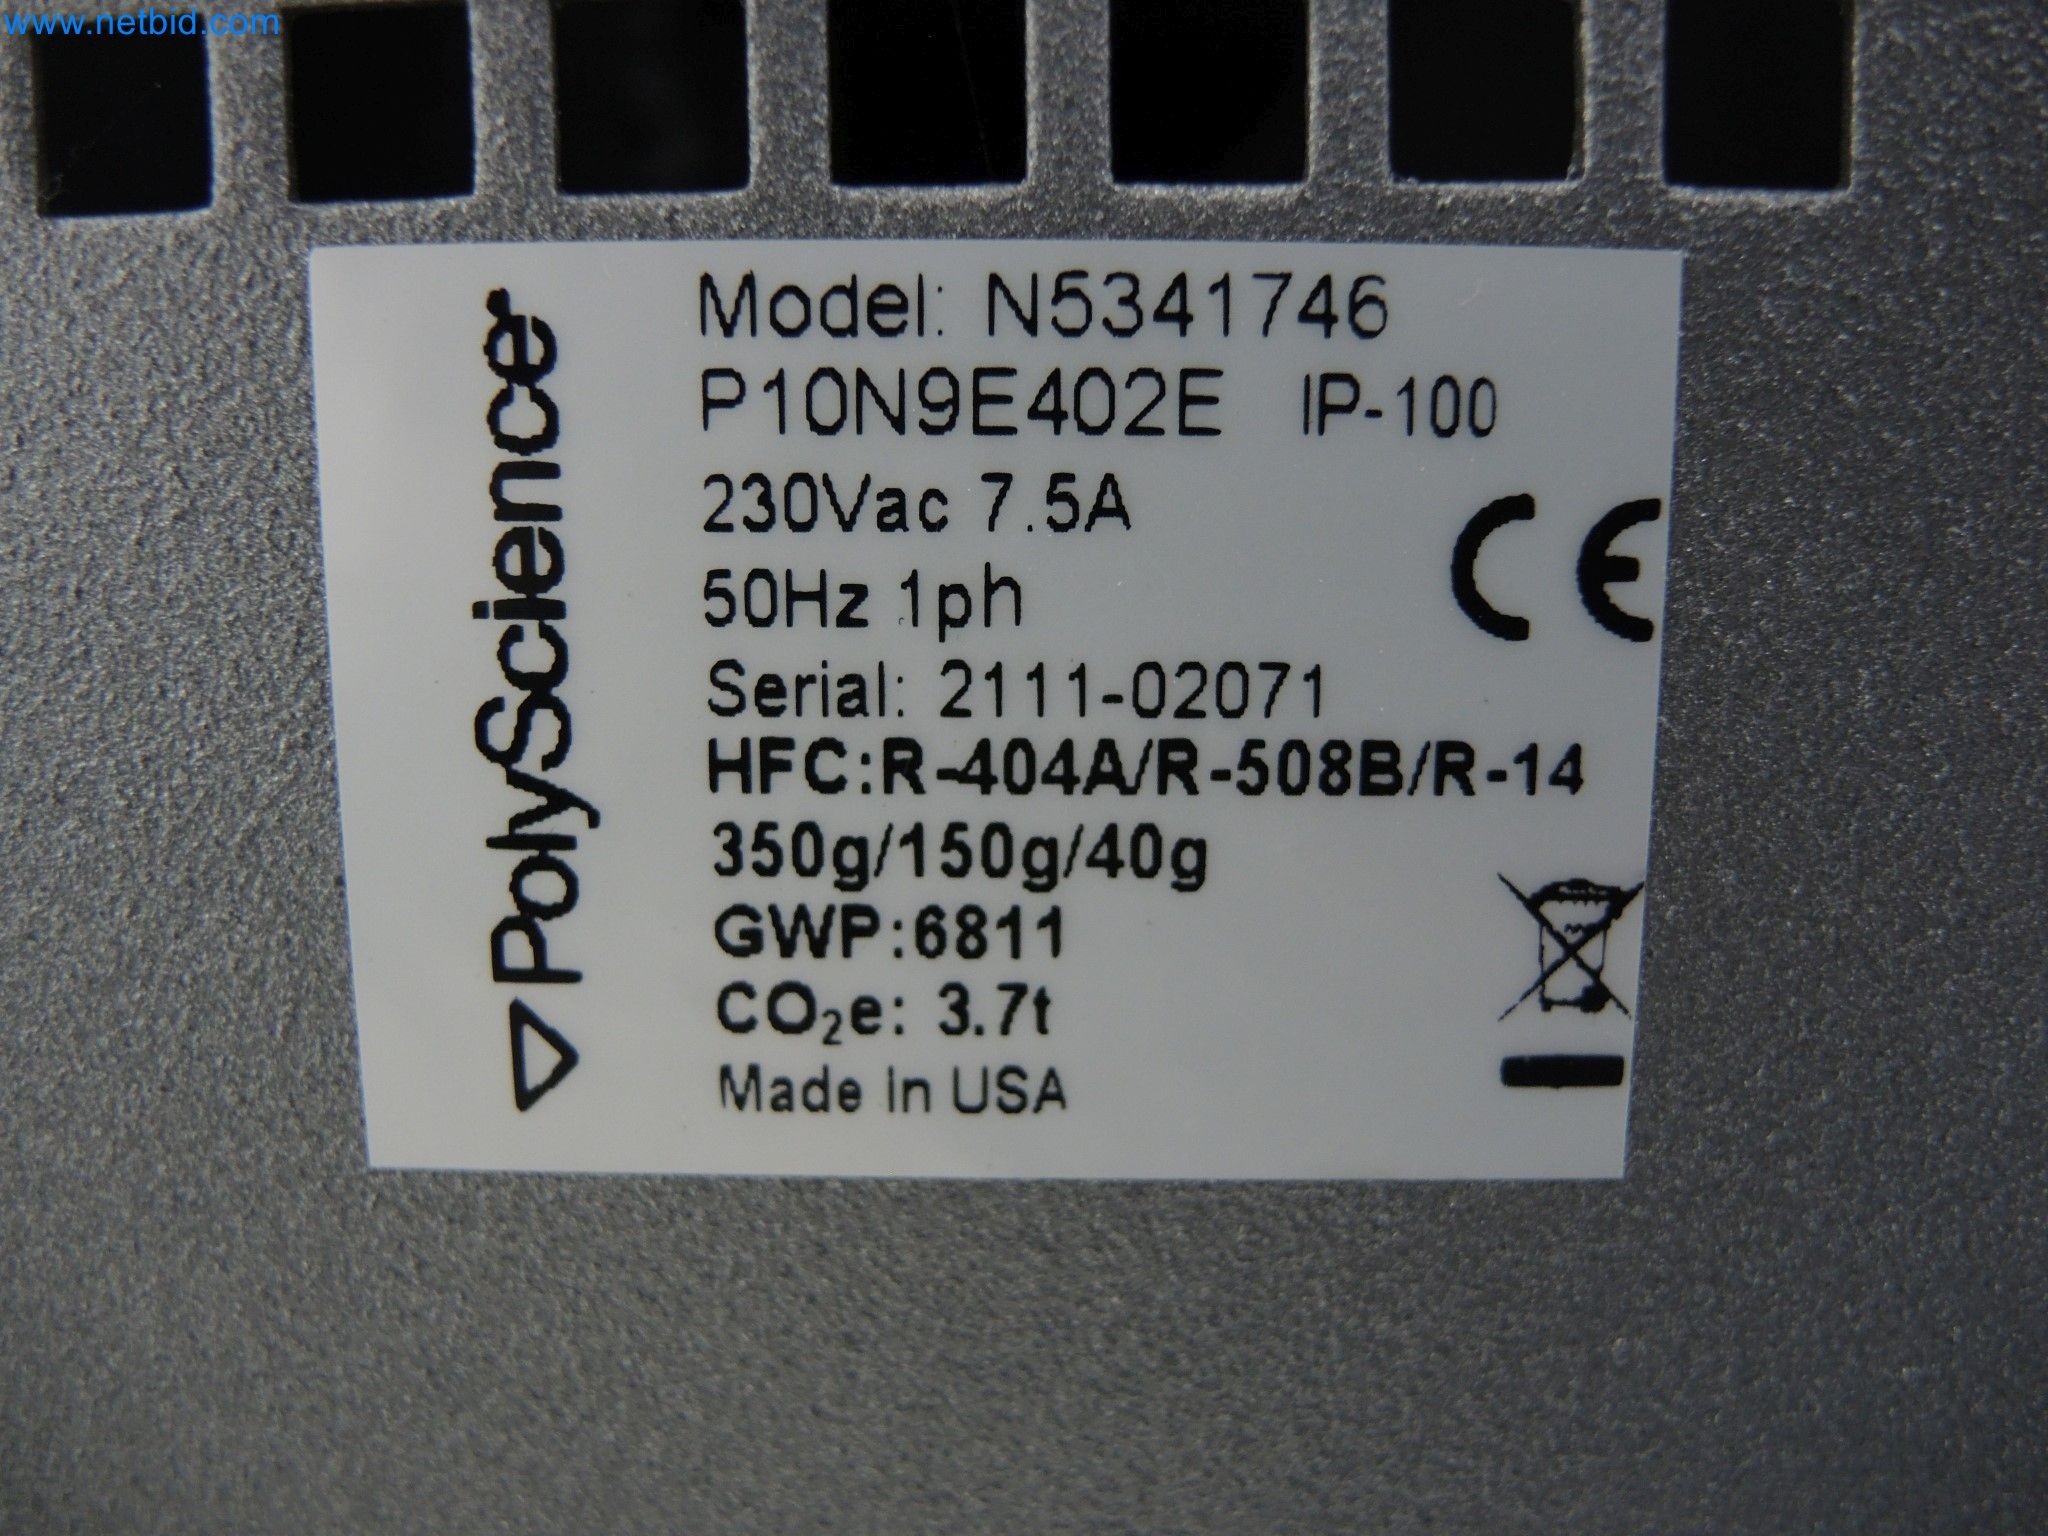 www.netbid.com
PolyScience
Model: N5341746
P10N9E402E IP-100
230Vac 7.5A
50Hz 1ph
CE
Serial: 2111-02071
HFC:R-404A/R-508B/R-14
350g/150g/40g
GWP:6811
CO₂e: 3.7t
Made in USA